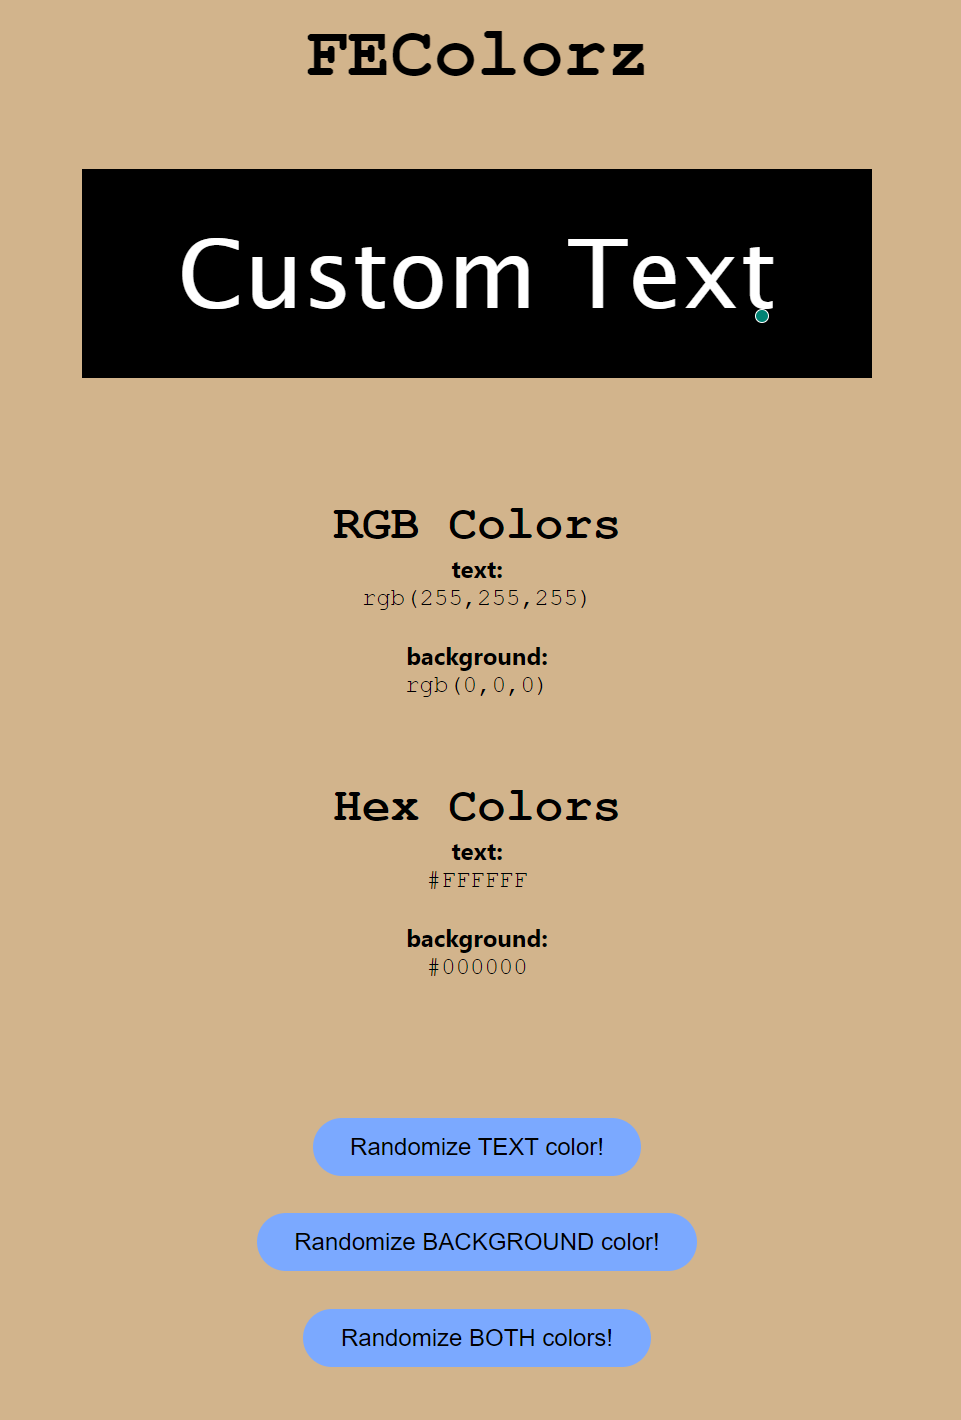 FEColorz
Custom Text
RGB Colors
text:
rgb(255,255,255)
background:
rgb(0,0,0)
Hex Colors
text:
#FFFFFF
background:
#000000
Randomize TEXT color!
Randomize BACKGROUND color!
Randomize BOTH colors!